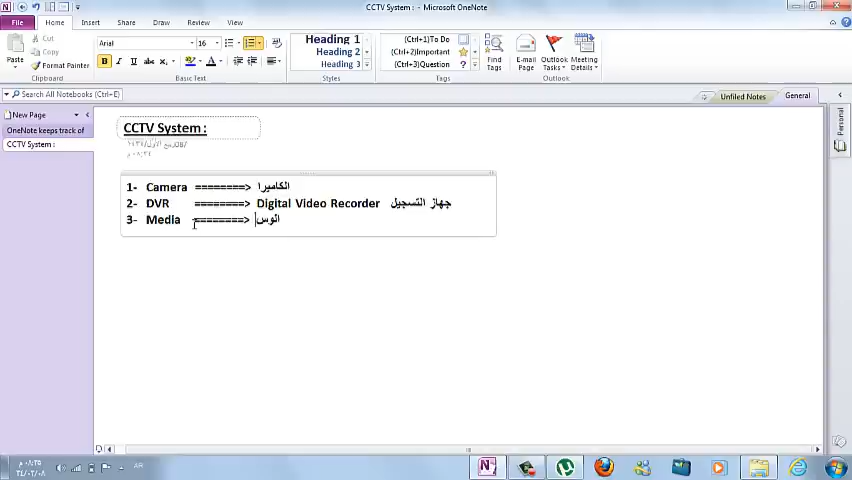 CCTV System : - Microsoft OneNote
File Home Insert Share Draw Review View
Cut
Copy
Format Painter
Paste
Clipboard
Arial 16
B I U abc x₂ A
Basic Text
Heading 1
Heading 2
Heading 3
Styles
(Ctrl+1)To Do
(Ctrl+2)Important
(Ctrl+3)Question
Tags
Find Tags
E-mail Page
Outlook Tasks
Meeting Details
Outlook
Search All Notebooks (Ctrl+E)
Unfiled Notes General
New Page
OneNote keeps track of
CCTV System :
Personal
CCTV System :
1- Camera ========> الكاميرا
2- DVR ========> Digital Video Recorder جهاز التسجيل
3- Media ========> الوس
AR